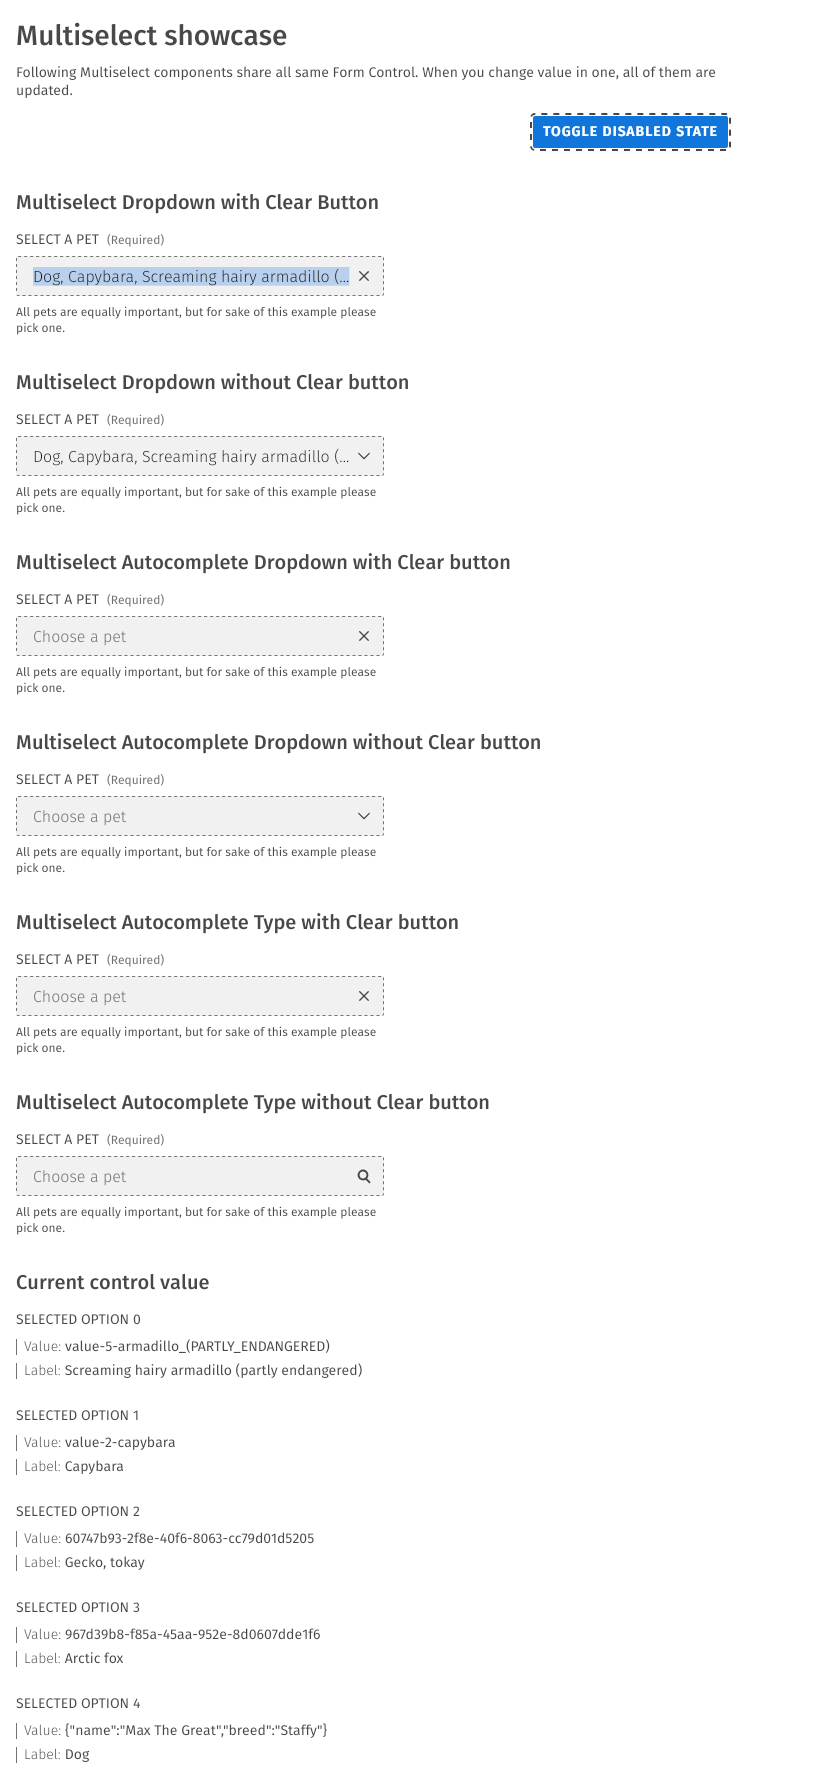 Multiselect showcase
Following Multiselect components share all same Form Control. When you change value in one, all of them are
updated.
TOGGLE DISABLED STATE
Multiselect Dropdown with Clear Button
SELECT A PET (Required)
Dog, Capybara, Screaming hairy armadillo (...
All pets are equally important, but for sake of this example please
pick one.
Multiselect Dropdown without Clear button
SELECT A PET (Required)
Dog, Capybara, Screaming hairy armadillo (...
All pets are equally important, but for sake of this example please
pick one.
Multiselect Autocomplete Dropdown with Clear button
SELECT A PET (Required)
Choose a pet
All pets are equally important, but for sake of this example please
pick one.
Multiselect Autocomplete Dropdown without Clear button
SELECT A PET (Required)
Choose a pet
All pets are equally important, but for sake of this example please
pick one.
Multiselect Autocomplete Type with Clear button
SELECT A PET (Required)
Choose a pet
All pets are equally important, but for sake of this example please
pick one.
Multiselect Autocomplete Type without Clear button
SELECT A PET (Required)
Choose a pet
All pets are equally important, but for sake of this example please
pick one.
Current control value
SELECTED OPTION 0
Value: value-5-armadillo_(PARTLY_ENDANGERED)
Label: Screaming hairy armadillo (partly endangered)
SELECTED OPTION 1
Value: value-2-capybara
Label: Capybara
SELECTED OPTION 2
Value: 60747b93-2f8e-40f6-8063-cc79d01d5205
Label: Gecko, tokay
SELECTED OPTION 3
Value: 967d39b8-f85a-45aa-952e-8d0607dde1f6
Label: Arctic fox
SELECTED OPTION 4
Value: {"name":"Max The Great","breed":"Staffy"}
Label: Dog